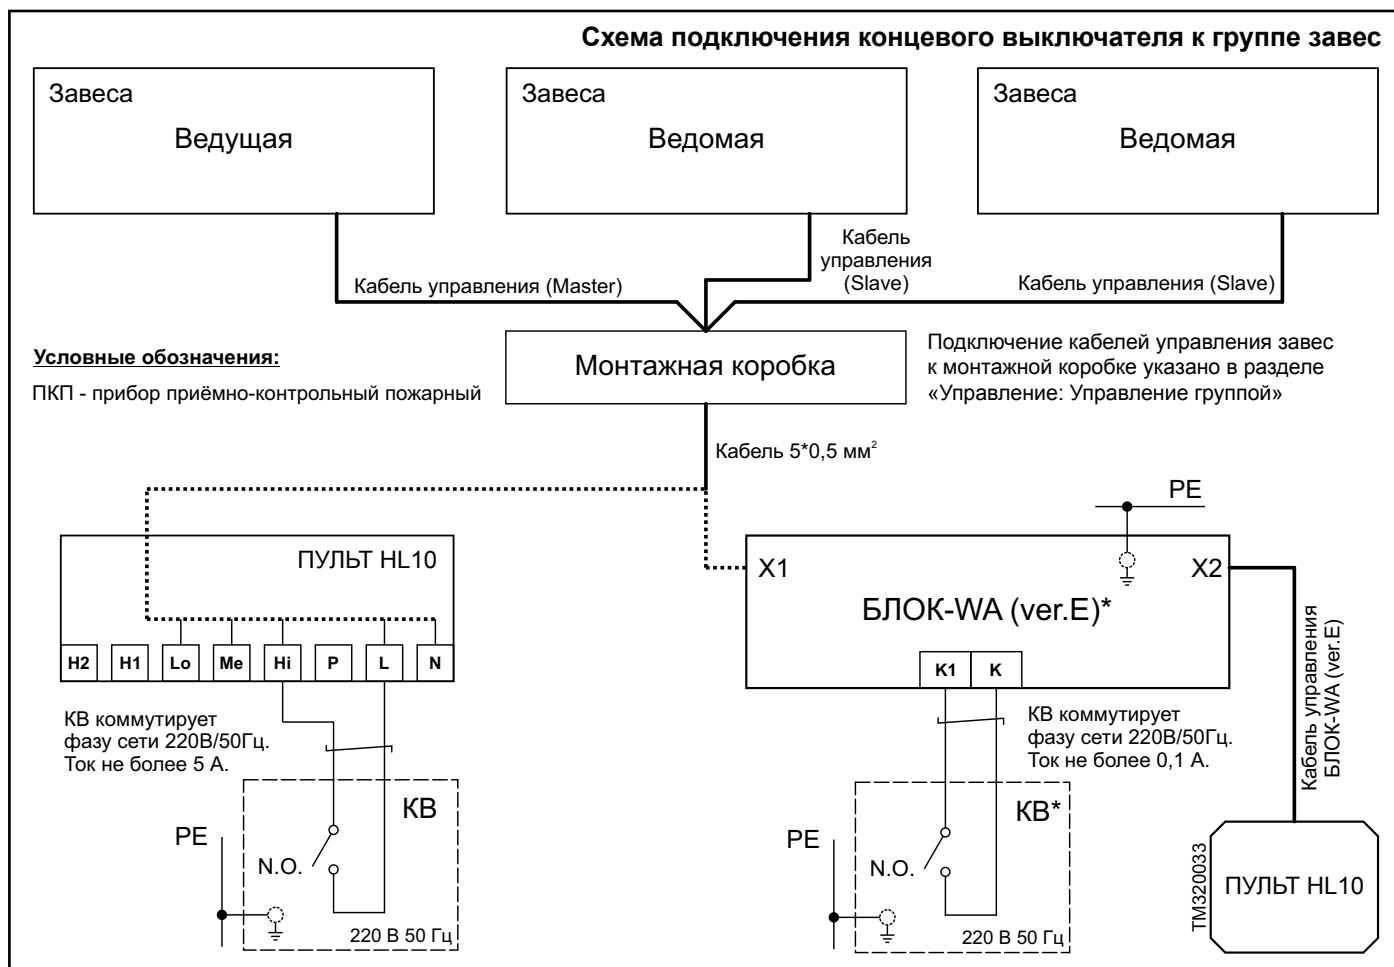 Схема подключения концевого выключателя к группе завес
Завеса
Ведущая
Завеса
Ведомая
Завеса
Ведомая
Кабель управления (Master)
Кабель
управления
(Slave)
Кабель управления (Slave)
Условные обозначения:
ПКП - прибор приёмно-контрольный пожарный
Монтажная коробка
Подключение кабелей управления завес
к монтажной коробке указано в разделе
«Управление: Управление группой»
Кабель 5*0,5 мм²
ПУЛЬТ HL10
H2 H1 Lo Me Hi P L N
КВ коммутирует
фазу сети 220В/50Гц.
Ток не более 5 А.
КВ
PE
N.O.
220 В 50 Гц
PE
X1
X2
БЛОК-WA (ver.E)*
K1 K
КВ коммутирует
фазу сети 220В/50Гц.
Ток не более 0,1 А.
КВ*
PE
N.O.
220 В 50 Гц
Кабель управления
БЛОК-WA (ver.E)
TM320033
ПУЛЬТ HL10